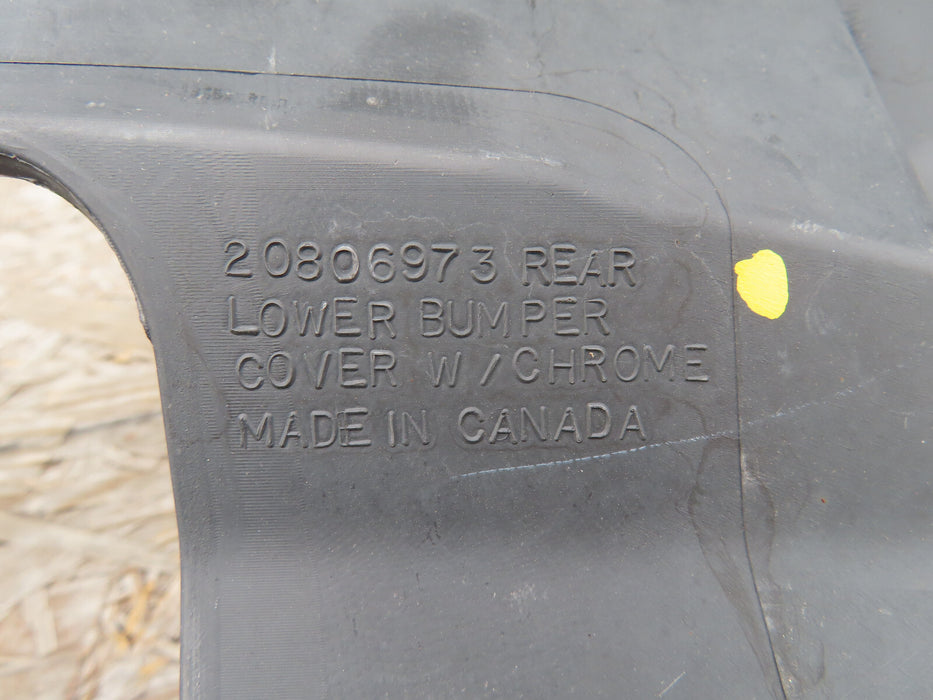 20806973 REAR
LOWER BUMPER
COVER W/CHROME
MADE IN CANADA